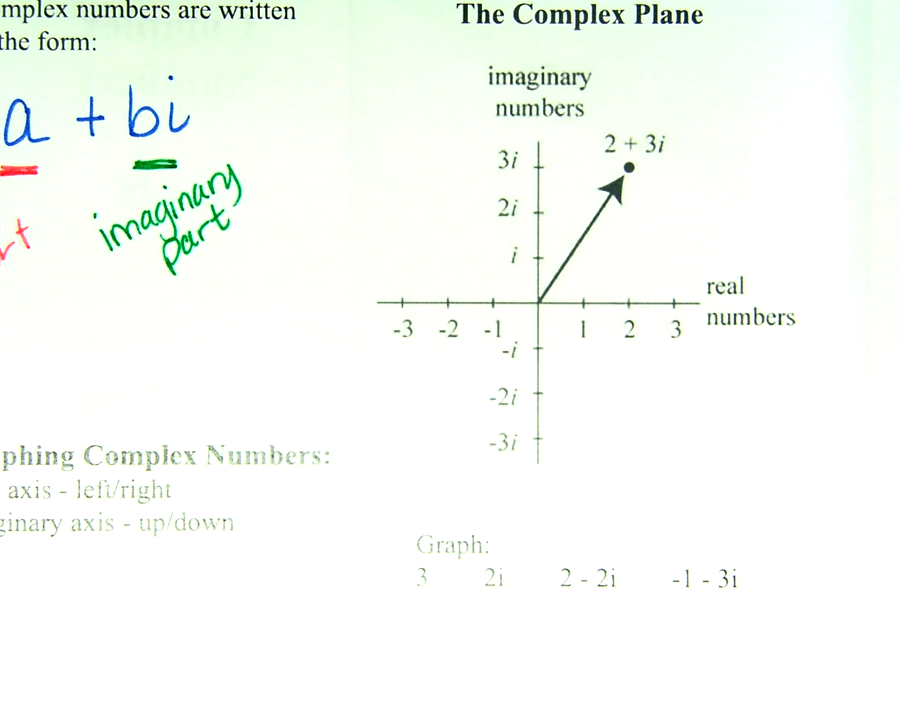 mplex numbers are written
the form:
a + bi
rt
imaginary
part
phing Complex Numbers:
axis - left/right
ginary axis - up/down
The Complex Plane
imaginary
numbers
2 + 3i
3i
2i
i
real
numbers
-3 -2 -1 1 2 3
-i
-2i
-3i
Graph:
3 2i 2 - 2i -1 - 3i